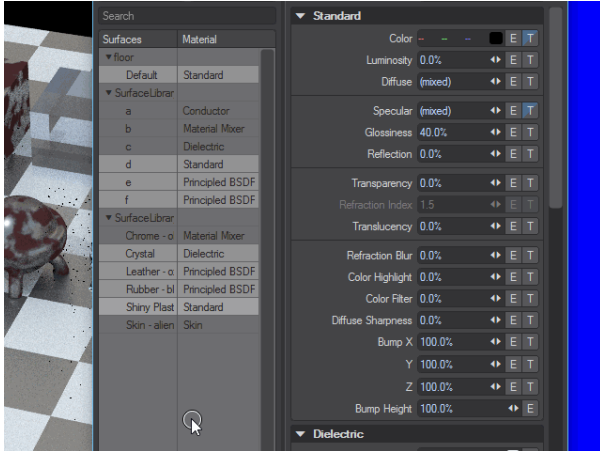 Search
Surfaces Material
floor
Default Standard
SurfaceLibrar
a Conductor
b Material Mixer
c Dielectric
d Standard
e Principled BSDF
f Principled BSDF
SurfaceLibrar
Chrome - o Material Mixer
Crystal Dielectric
Leather - o Principled BSDF
Rubber - bl Principled BSDF
Shiny Plast Standard
Skin - alien Skin
Standard
Color -- -- -- E T
Luminosity 0.0% E T
Diffuse (mixed) E T
Specular (mixed) E T
Glossiness 40.0% E T
Reflection 0.0% E T
Transparency 0.0% E T
Refraction Index 1.5 E T
Translucency 0.0% E T
Refraction Blur 0.0% E T
Color Highlight 0.0% E T
Color Filter 0.0% E T
Diffuse Sharpness 0.0% E T
Bump X 100.0% E T
Y 100.0% E T
Z 100.0% E T
Bump Height 100.0% E
Dielectric